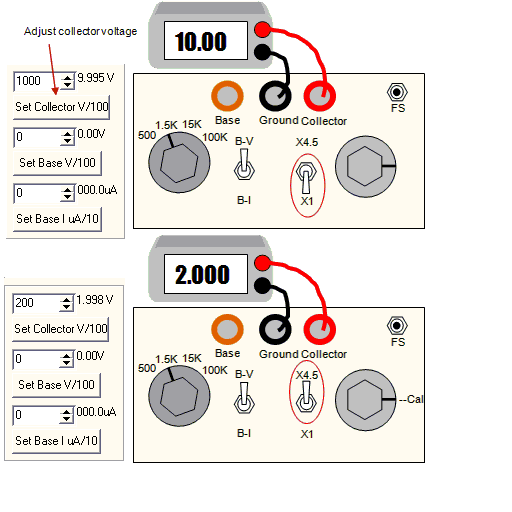 Adjust collector voltage
10.00
1000 9.995 V
Set Collector V/100
0 0.00V
Set Base V/100
0 000.0uA
Set Base I uA/10
Base Ground Collector FS
500 1.5K 15K 100K
B-V
B-I
X4.5
X1
2.000
200 1.998 V
Set Collector V/100
0 0.00V
Set Base V/100
0 000.0uA
Set Base I uA/10
Base Ground Collector FS
500 1.5K 15K 100K
B-V
B-I
X4.5
X1
--Cal